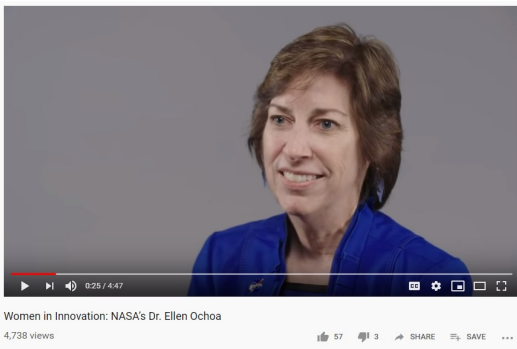 0:25 / 4:47
CC
Women in Innovation: NASA's Dr. Ellen Ochoa
4,738 views 57 3 SHARE SAVE